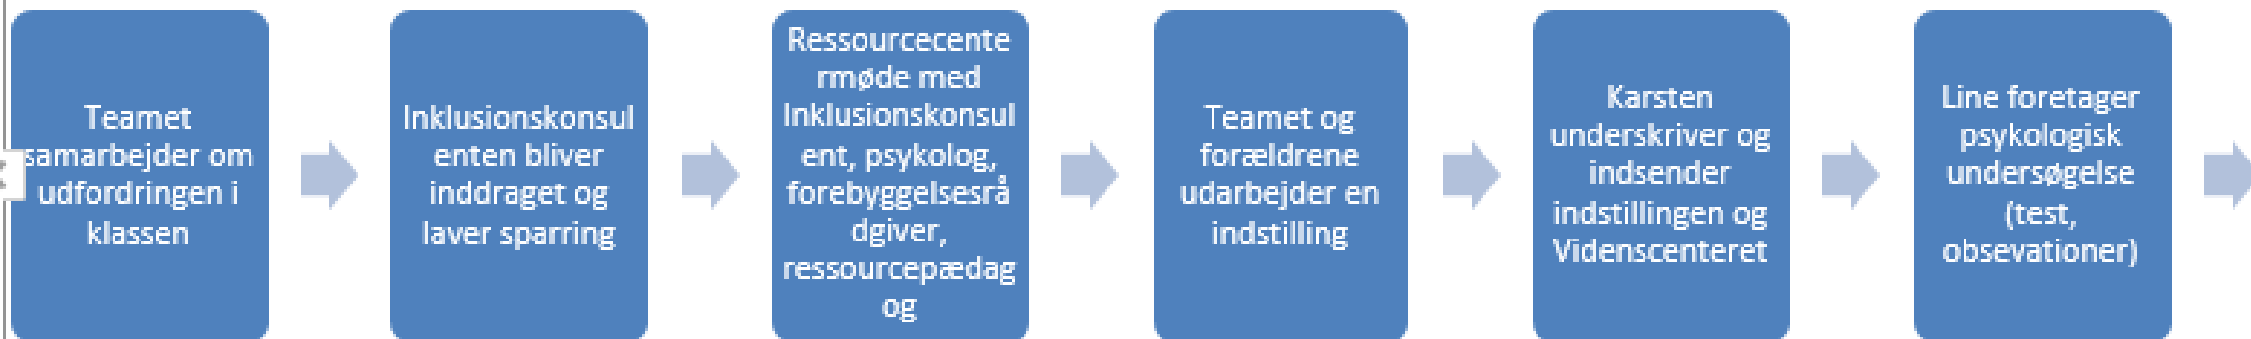 Teamet
samarbejder om
udfordringen i
klassen
Inklusionskonsul
enten bliver
inddraget og
laver sparring
Ressourcecente
rmøde med
Inklusionskonsul
ent, psykolog,
forebyggelsesrå
dgiver,
ressourcepædag
og
Teamet og
forældrene
udarbejder en
indstilling
Karsten
underskriver og
indsender
indstillingen og
Videnscenteret
Line foretager
psykologisk
undersøgelse
(test,
obsevationer)